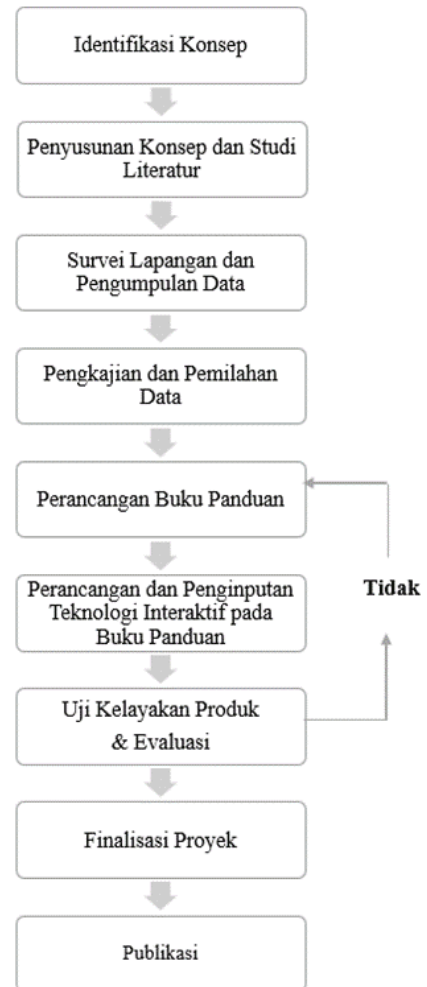 Identifikasi Konsep
Penyusunan Konsep dan Studi
Literatur
Survei Lapangan dan
Pengumpulan Data
Pengkajian dan Pemilahan
Data
Perancangan Buku Panduan
Perancangan dan Penginputan
Teknologi Interaktif pada
Buku Panduan
Tidak
Uji Kelayakan Produk
& Evaluasi
Finalisasi Proyek
Publikasi